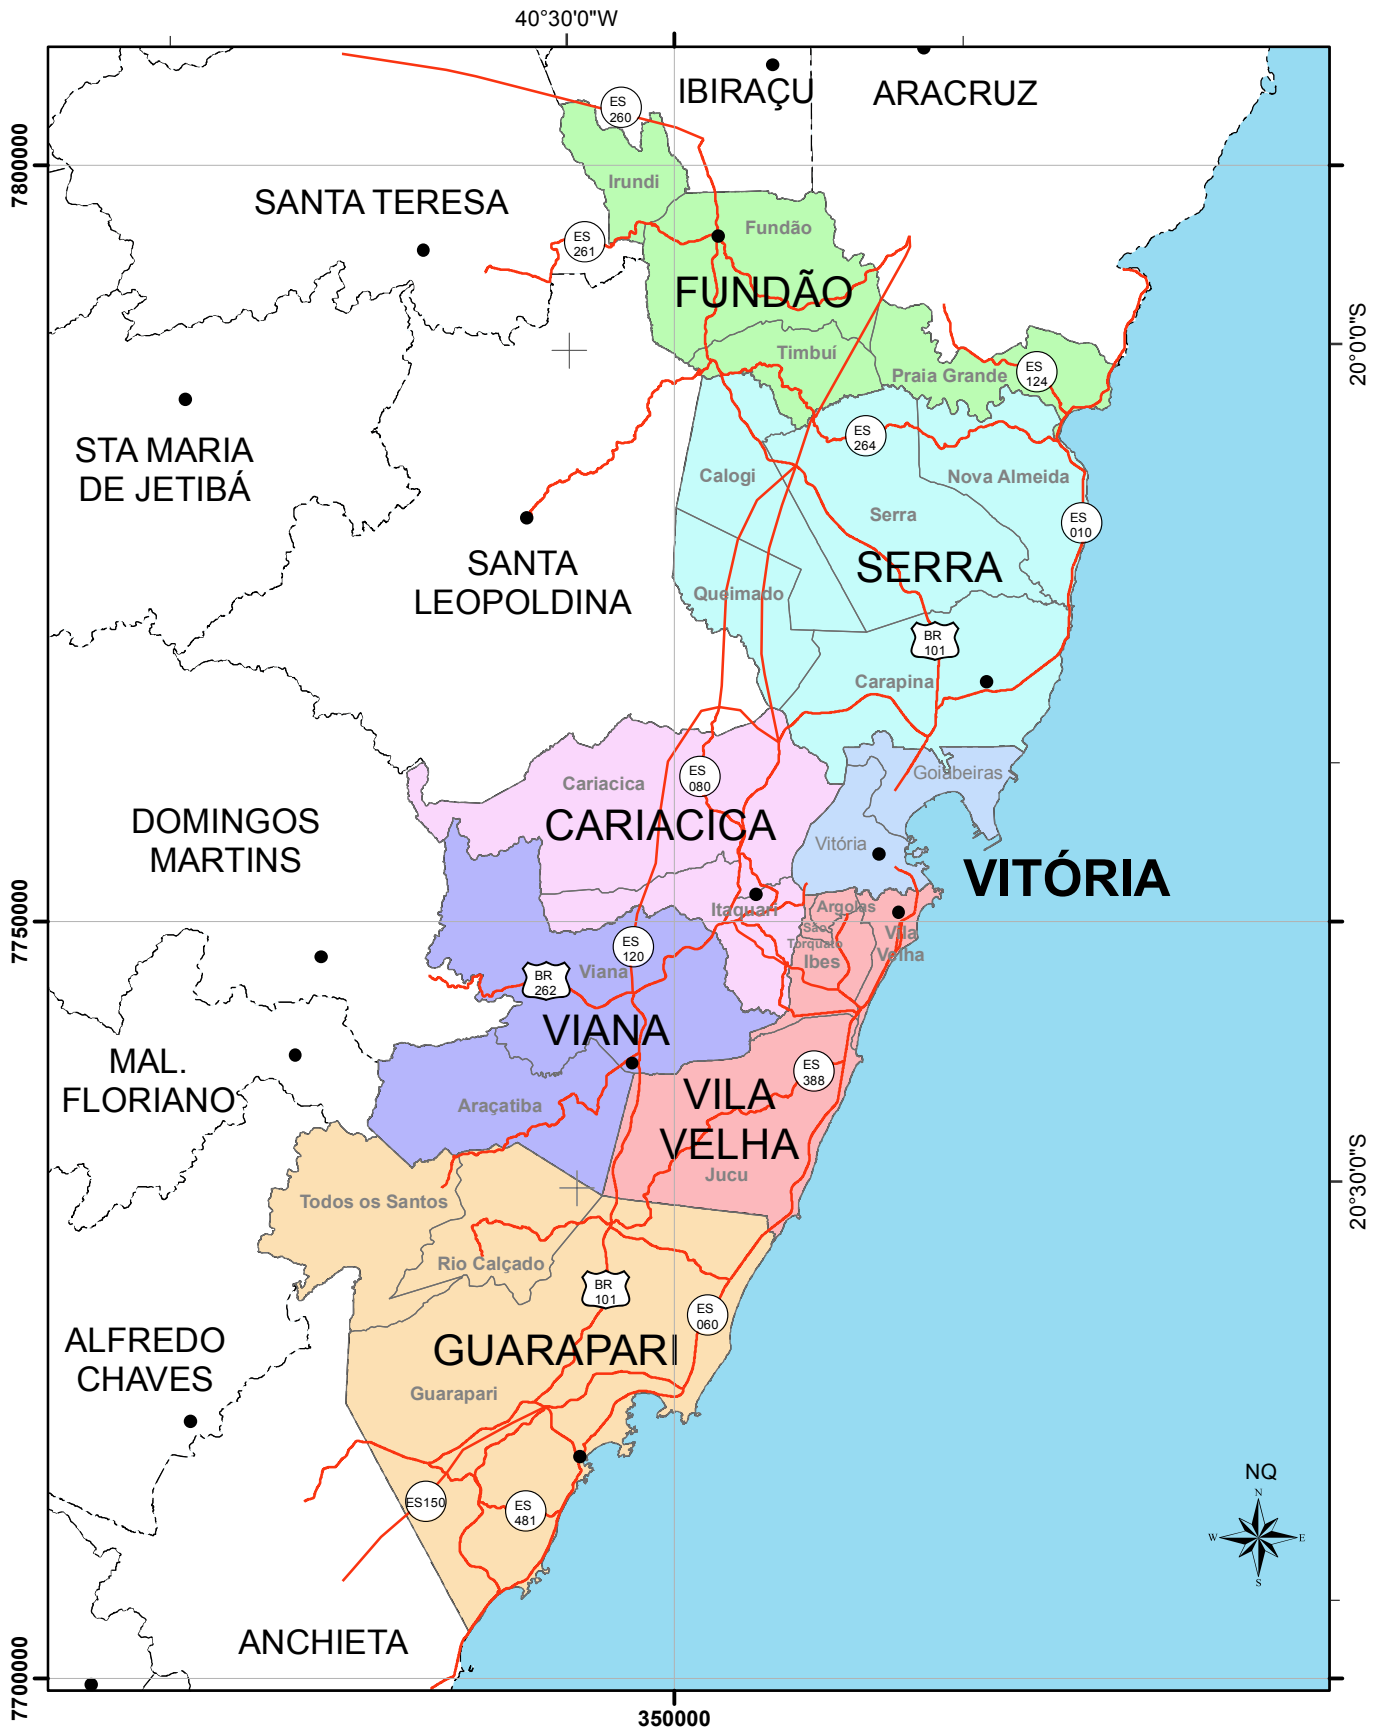 40°30'0"W
IBIRAÇU
ARACRUZ
ES
260
7800000
Irundi
SANTA TERESA
Fundão
ES
261
FUNDÃO
20°0'0"S
Timbuí
Praia Grande
ES
124
STA MARIA
DE JETIBÁ
ES
264
Calogi
Nova Almeida
Serra
ES
010
SANTA
LEOPOLDINA
SERRA
Queimado
BR
101
Carapina
Goiabeiras
Cariacica
ES
080
DOMINGOS
MARTINS
CARIACICA
Vitória
VITÓRIA
7750000
Itaquari
Argolas
São
Torquato
Vila
Velha
Ibes
ES
120
Viana
BR
262
VIANA
MAL.
FLORIANO
ES
388
VILA
VELHA
Araçatiba
Jucu
20°30'0"S
Todos os Santos
Rio Calçado
BR
101
ES
060
ALFREDO
CHAVES
GUARAPARI
Guarapari
ES150
ES
481
NQ
N
W
E
S
ANCHIETA
7700000
350000